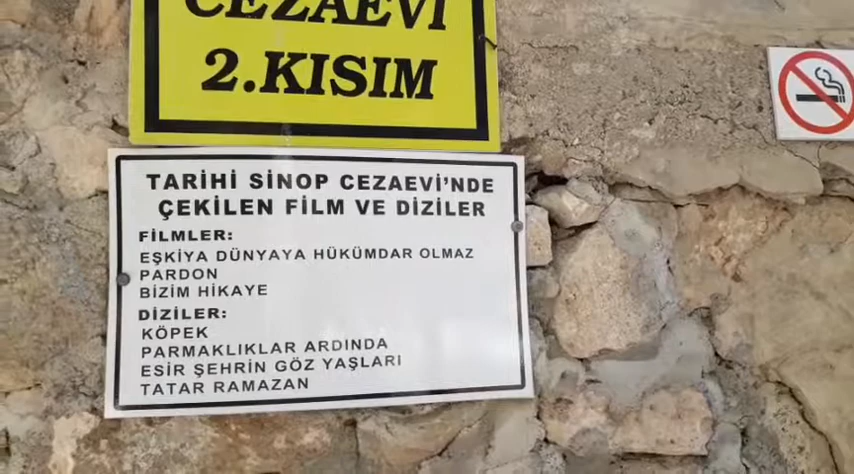 CEZAEVİ
2.KISIM
TARİHİ SİNOP CEZAEVİ'NDE
ÇEKİLEN FİLM VE DİZİLER
FİLMLER:
EŞKİYA DÜNYAYA HÜKÜMDAR OLMAZ
PARDON
BİZİM HİKAYE
DİZİLER:
KÖPEK
PARMAKLIKLAR ARDINDA
ESİR ŞEHRİN GÖZ YAŞLARI
TATAR RAMAZAN